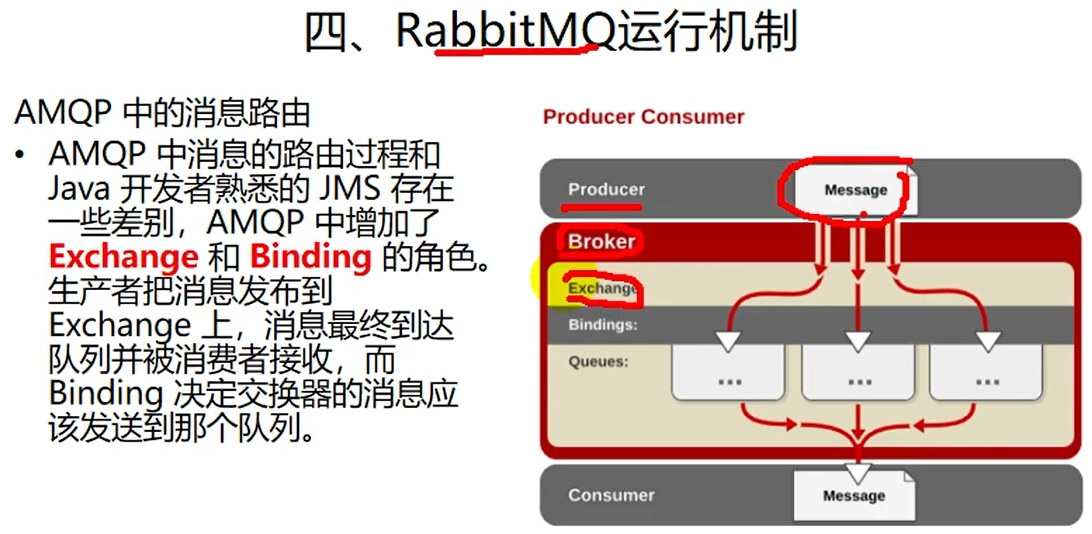 四、RabbitMQ运行机制
AMQP 中的消息路由
• AMQP 中消息的路由过程和
Java 开发者熟悉的 JMS 存在
一些差别，AMQP 中增加了
Exchange 和 Binding 的角色。
生产者把消息发布到
Exchange 上，消息最终到达
队列并被消费者接收，而
Binding 决定交换器的消息应
该发送到那个队列。
Producer Consumer
Producer
Message
Broker
Exchange
Bindings:
Queues:
...
...
...
Consumer
Message